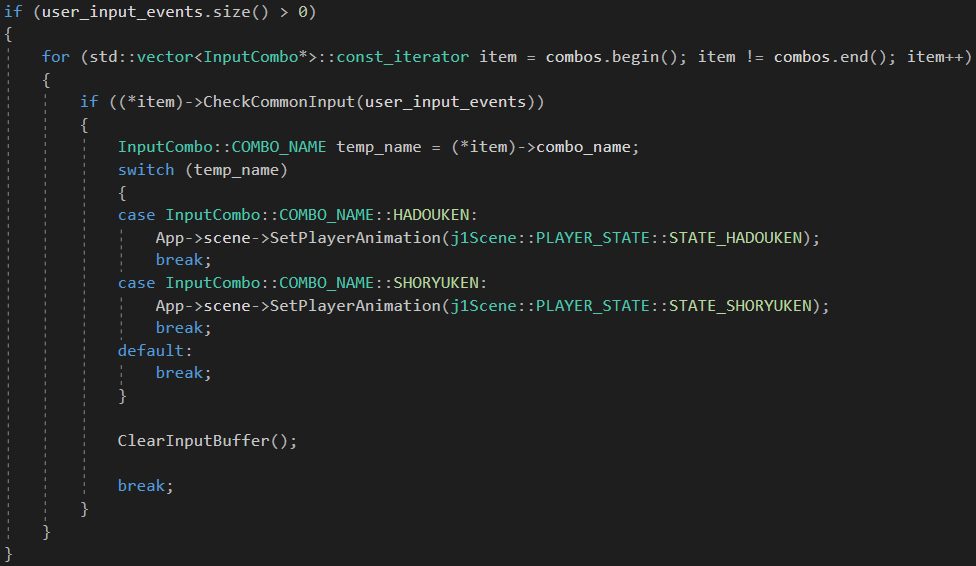 if (user_input_events.size() > 0)
{
    for (std::vector<InputCombo*>::const_iterator item = combos.begin(); item != combos.end(); item++)
    {
        if ((*item)->CheckCommonInput(user_input_events))
        {
            InputCombo::COMBO_NAME temp_name = (*item)->combo_name;
            switch (temp_name)
            {
            case InputCombo::COMBO_NAME::HADOUKEN:
                App->scene->SetPlayerAnimation(j1Scene::PLAYER_STATE::STATE_HADOUKEN);
                break;
            case InputCombo::COMBO_NAME::SHORYUKEN:
                App->scene->SetPlayerAnimation(j1Scene::PLAYER_STATE::STATE_SHORYUKEN);
                break;
            default:
                break;
            }

            ClearInputBuffer();

            break;
        }
    }
}